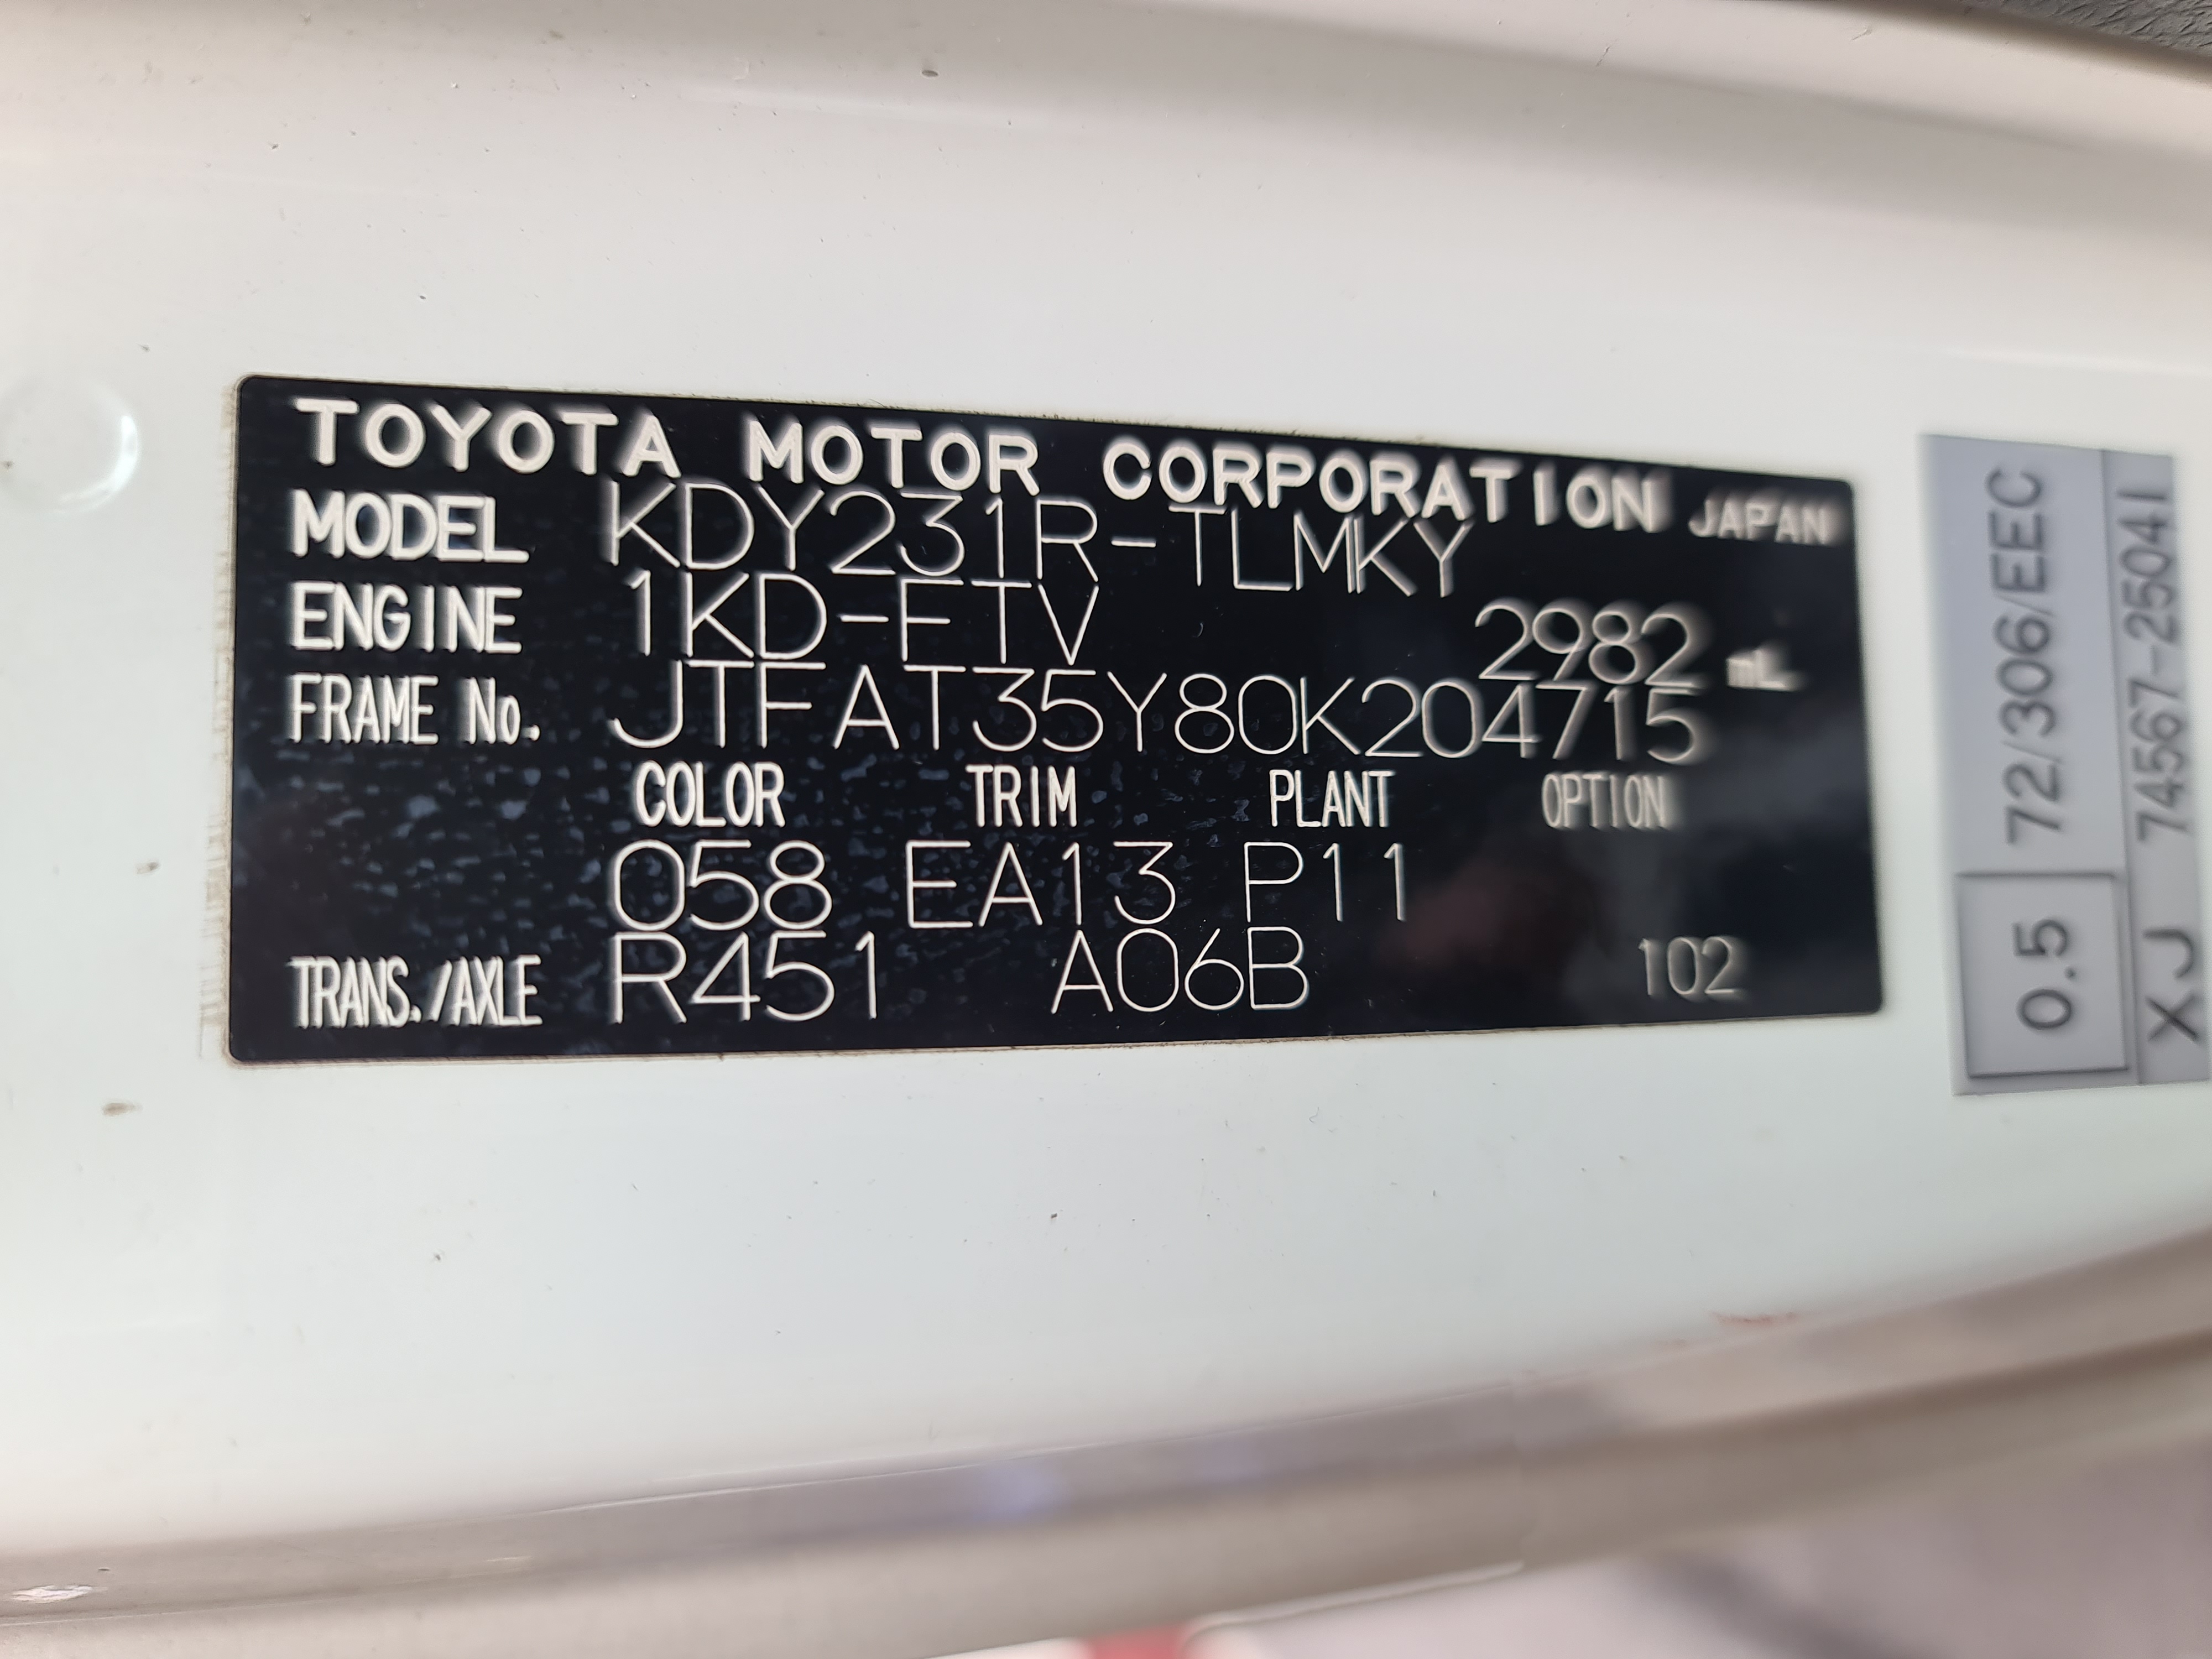 TOYOTA MOTOR CORPORATION JAPAN
MODEL KDY231R-TLMKY
ENGINE 1KD-FTV 2982 mL
FRAME No. JTFAT35Y80K204715
COLOR TRIM PLANT OPTION
058 EA13 P11
TRANS./AXLE R451 A06B 102
0.5 72/306/EEC
XJ 74567-25041